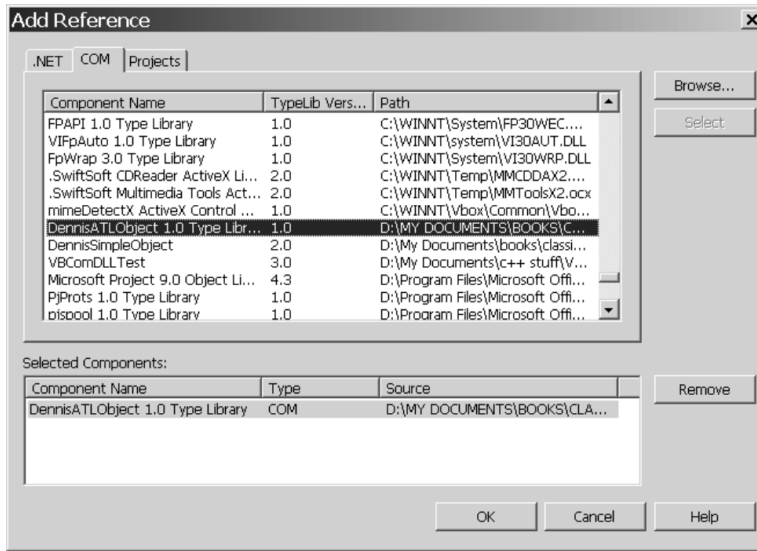 Add Reference
.NET COM Projects
Browse...
Select
Component Name TypeLib Vers... Path
FPAPI 1.0 Type Library 1.0 C:\WINNT\System\FP30WEC....
VIFpAuto 1.0 Type Library 1.0 C:\WINNT\system\VI30AUT.DLL
FpWrap 3.0 Type Library 1.0 C:\WINNT\System\VI30WRP.DLL
.SwiftSoft CDReader ActiveX Li... 2.0 C:\WINNT\Temp\MMCDDAX2....
.SwiftSoft Multimedia Tools Act... 2.0 C:\WINNT\Temp\MMToolsX2.ocx
mimeDetectX ActiveX Control ... 1.0 C:\WINNT\Vbox\Common\Vbo...
DennisATLObject 1.0 Type Libr... 1.0 D:\MY DOCUMENTS\BOOKS\C...
DennisSimpleObject 2.0 D:\My Documents\books\classi...
VBComDLLTest 3.0 D:\My Documents\c++ stuff\V...
Microsoft Project 9.0 Object Li... 4.3 D:\Program Files\Microsoft Offi...
PjProts 1.0 Type Library 1.0 D:\Program Files\Microsoft Offi...
pispool 1.0 Type Library 1.0 D:\Program Files\Microsoft Offi...
Selected Components:
Component Name Type Source
DennisATLObject 1.0 Type Library COM D:\MY DOCUMENTS\BOOKS\CLA...
Remove
OK Cancel Help